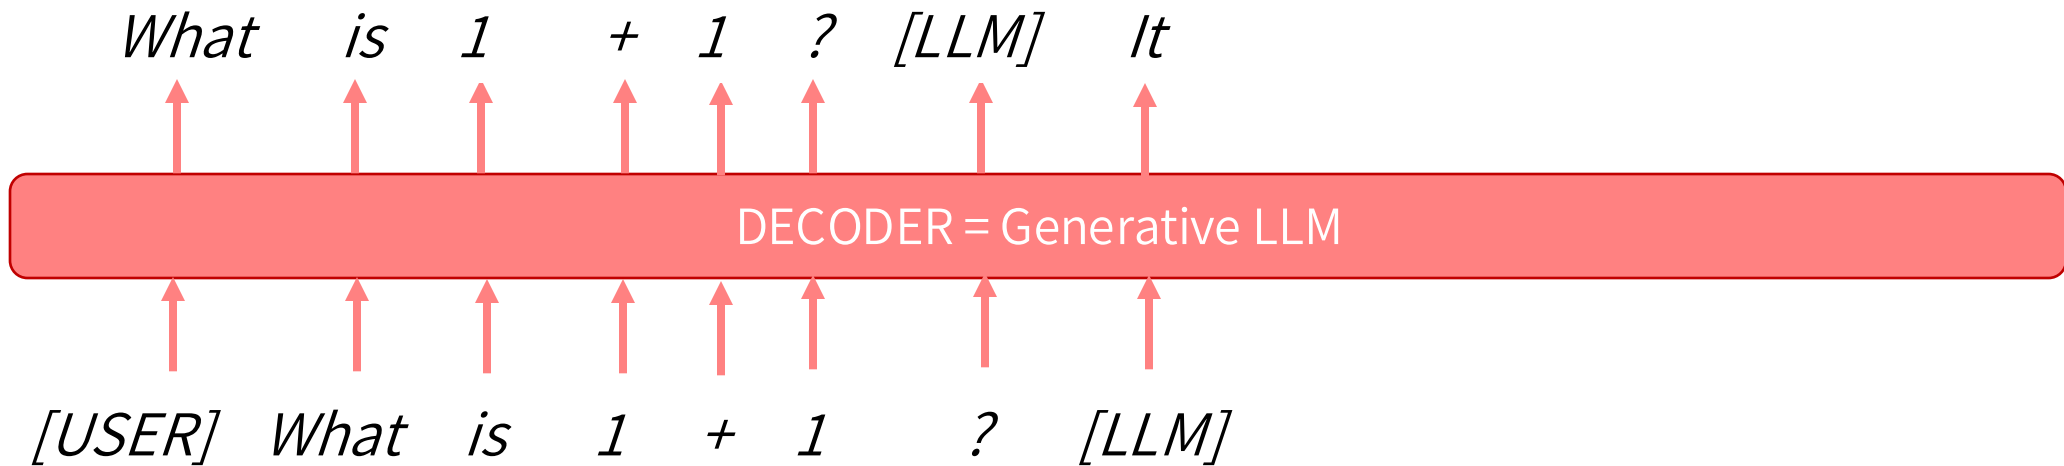 What is 1 + 1 ? [LLM] It
DECODER = Generative LLM
[USER] What is 1 + 1 ? [LLM]